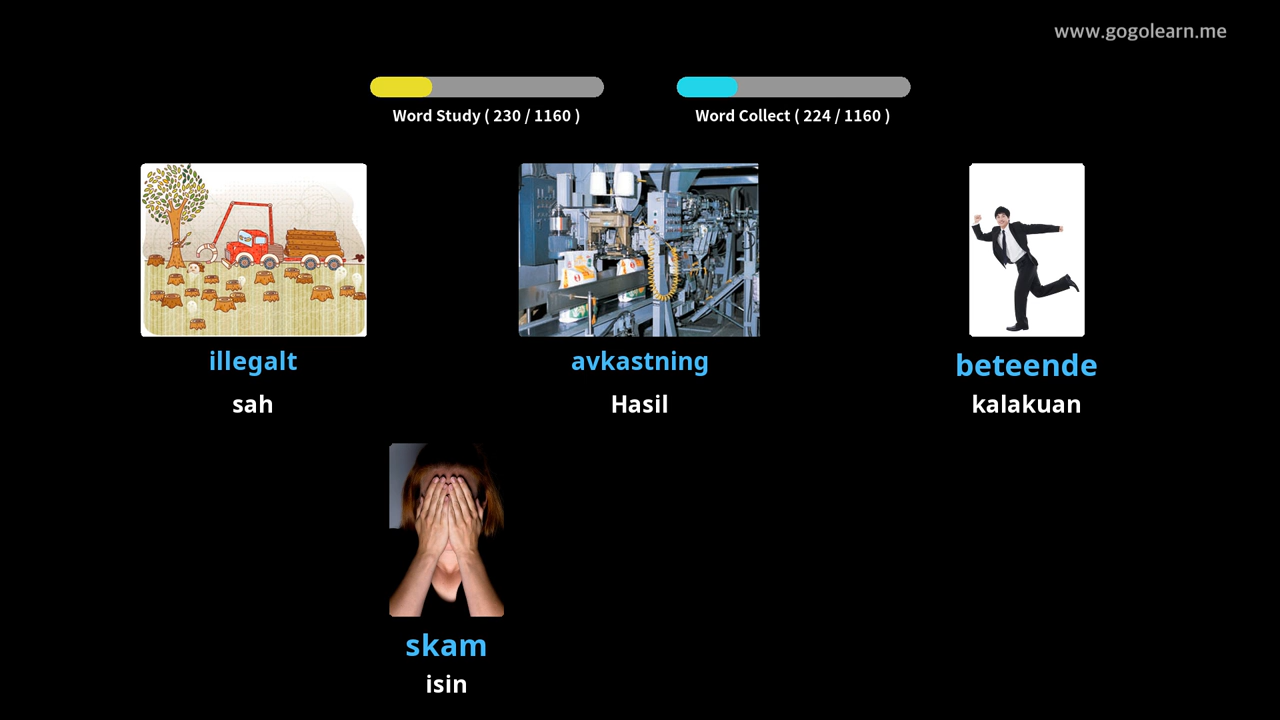 www.gogolearn.me
Word Study ( 230 / 1160 )
Word Collect ( 224 / 1160 )
illegalt
avkastning
beteende
sah
Hasil
kalakuan
skam
isin